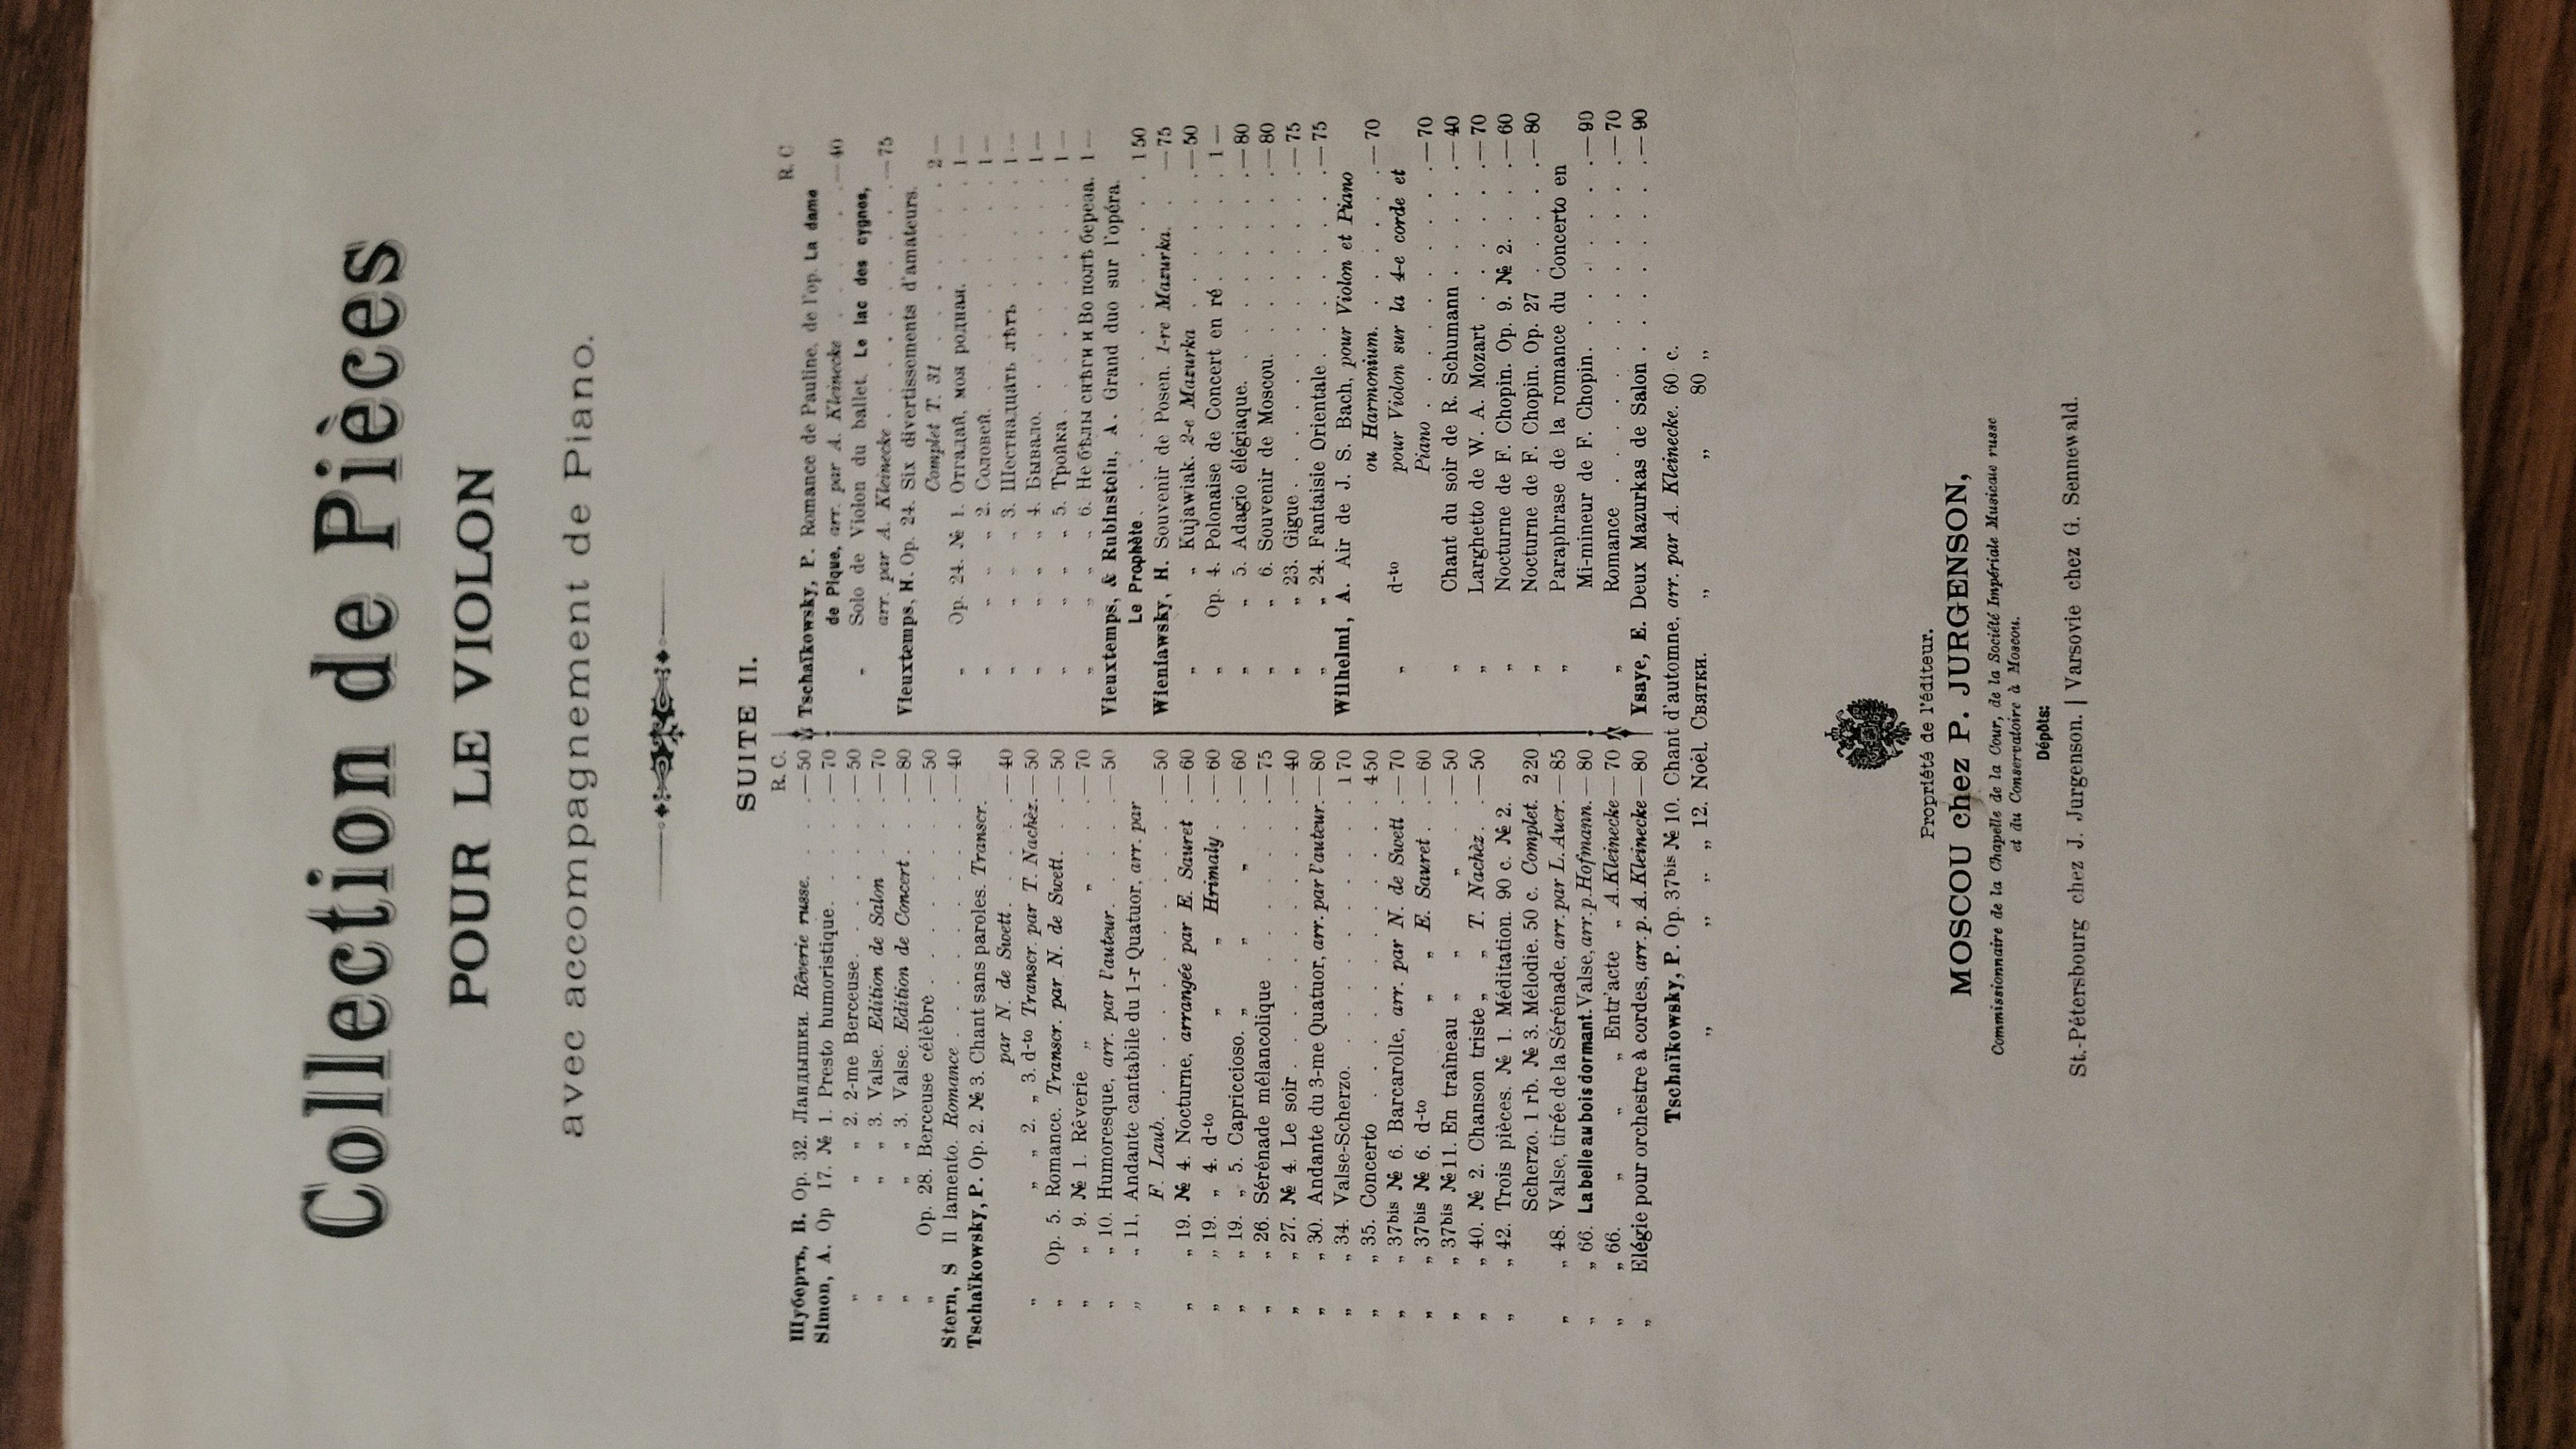 Collection de Pièces
POUR LE VIOLON
avec accompagnement de Piano.
SUITE II.
R. C.
Шубертъ, В. Op. 32. Ландышки. Rêverie russe. . . — 50
Simon, A. Op 17. № 1. Presto humoristique. . . — 70
„ „ „ 2. 2-me Berceuse. . . . . — 50
„ „ „ 3. Valse. Edition de Salon . . — 70
„ „ „ 3. Valse. Edition de Concert . . — 80
„ Op. 28. Berceuse célèbre . . . . . — 50
Stern, S Il lamento. Romance . . . . . — 40
Tschaïkowsky, P. Op. 2. № 3. Chant sans paroles. Transcr.
par N. de Swett . . . . — 40
„ „ „ 2. „ 3. d-to Transcr. par T. Nachèz. — 50
„ Op. 5. Romance. Transcr. par N. de Swett. . — 50
„ „ 9. № 1. Rêverie „ „ . . — 70
„ „ 10. Humoresque, arr. par l'auteur . . . — 50
„ „ 11. Andante cantabile du 1-r Quatuor, arr. par
F. Laub. . . . . . . — 50
„ „ 19. № 4. Nocturne, arrangée par E. Sauret . — 60
„ „ 19. „ 4. d-to „ „ Hrimaly . — 60
„ „ 19. „ 5. Capriccioso. „ „ „ . — 60
„ „ 26. Sérénade mélancolique . . . . — 75
„ „ 27. № 4. Le soir . . . . . . — 40
„ „ 30. Andante du 3-me Quatuor, arr. par l'auteur. — 80
„ „ 34. Valse-Scherzo. . . . . . . 1 70
„ „ 35. Concerto . . . . . . . 4 50
„ „ 37bis № 6. Barcarolle, arr. par N. de Swett . — 70
„ „ 37bis № 6. d-to „ „ E. Sauret . — 60
„ „ 37bis № 11. En traîneau „ „ „ . — 50
„ „ 40. № 2. Chanson triste „ „ T. Nachèz . — 50
„ „ 42. Trois pièces. № 1. Méditation. 90 c. № 2.
Scherzo. 1 rb. № 3. Mélodie. 50 c. Complet. 2 20
„ „ 48. Valse, tirée de la Sérénade, arr. par L. Auer. — 85
„ „ 66. La belle au bois dormant. Valse, arr. p. Hofmann. — 80
„ „ 66. „ „ „ Entr'acte „ A. Kleinecke — 70
„ Elégie pour orchestre à cordes, arr. p. A. Kleinecke — 80
R. C
Tschaïkowsky, P. Romance de Pauline, de l'op. La dame
de Pique, arr. par A. Kleinecke . . . — 40
„ Solo de Violon du ballet. Le lac des cygnes,
arr. par A. Kleinecke . . . . . — 75
Vieuxtemps, H. Op. 24. Six divertissements d'amateurs.
Complet T. 31 . . . . 2 —
„ Op. 24. № 1. Отгадай, моя родная. . . . 1 —
„ „ „ 2. Соловей. . . . . . 1 —
„ „ „ 3. Шестнадцать лѣтъ . . . 1 —
„ „ „ 4. Бывало. . . . . . 1 —
„ „ „ 5. Тройка . . . . . . 1 —
„ „ „ 6. Не бѣлы снѣги и Во полѣ береза. 1 —
Vieuxtemps, & Rubinstein, A. Grand duo sur l'opéra.
Le Prophète . . . . . . . 1 50
Wieniawsky, H. Souvenir de Posen. 1-re Mazurka. . — 75
„ „ Kujawiak. 2-e Mazurka . . . — 50
„ Op. 4. Polonaise de Concert en ré . . . 1 —
„ „ 5. Adagio élégiaque. . . . . . — 80
„ „ 6. Souvenir de Moscou. . . . . — 80
„ „ 23. Gigue . . . . . . . — 75
„ „ 24. Fantaisie Orientale . . . . . — 75
Wilhelmi, A. Air de J. S. Bach, pour Violon et Piano
ou Harmonium. . . . . . — 70
„ d-to pour Violon sur la 4-e corde et
Piano . . . . . . . — 70
„ Chant du soir de R. Schumann . . . . — 40
„ Larghetto de W. A. Mozart . . . . — 70
„ Nocturne de F. Chopin. Op. 9. № 2. . . . — 60
„ Nocturne de F. Chopin. Op. 27 . . . . — 80
„ Paraphrase de la romance du Concerto en
Mi-mineur de F. Chopin. . . . . . — 90
„ Romance . . . . . . . — 70
Ysaye, E. Deux Mazurkas de Salon . . . . . — 90
Tschaïkowsky, P. Op. 37bis № 10. Chant d'automne, arr. par A. Kleinecke. 60 c.
„ „ „ „ 12. Noël. Святки. „ „ 80 „
Propriété de l'éditeur.
MOSCOU chez P. JURGENSON,
Commissionnaire de la Chapelle de la Cour, de la Société Impériale Musicale russe
et du Conservatoire à Moscou.
Dépôts:
St.-Pétersbourg chez J. Jurgenson. | Varsovie chez G. Sennewald.